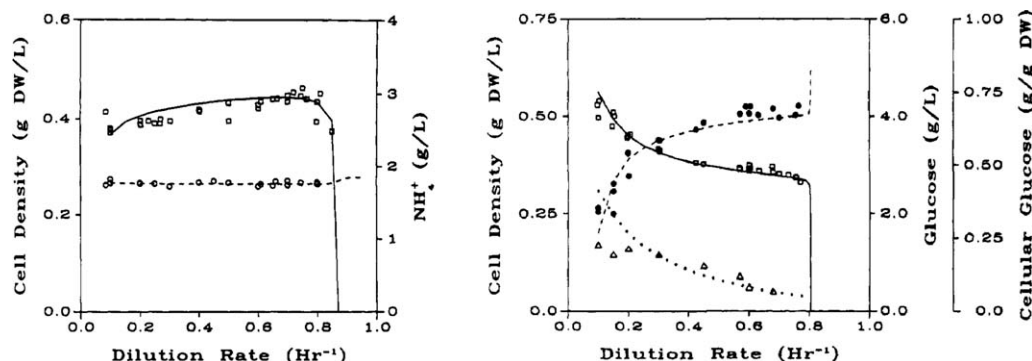 Cell Density (g DW/L)
0.6
0.4
0.2
0.0
0.0 0.2 0.4 0.6 0.8 1.0
Dilution Rate (Hr⁻¹)
4
3
2
1
0
NH₄⁺ (g/L)
Cell Density (g DW/L)
0.75
0.50
0.25
0.00
0.0 0.2 0.4 0.6 0.8 1.0
Dilution Rate (Hr⁻¹)
6.0
4.0
2.0
0.0
Glucose (g/L)
1.00
0.75
0.50
0.25
0.00
Cellular Glucose (g/g DW)